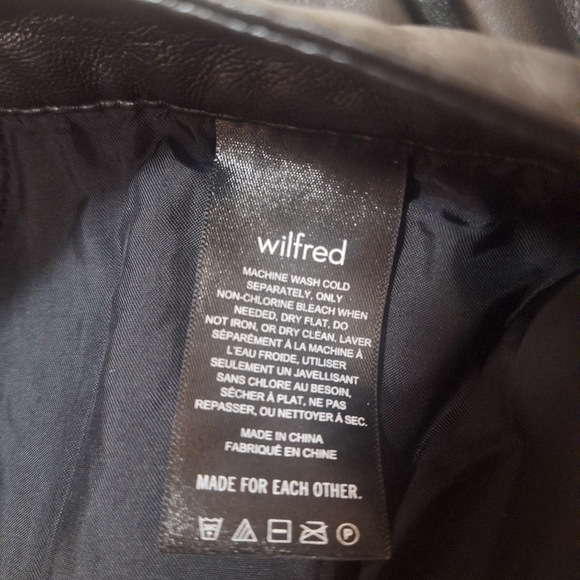 wilfred
MACHINE WASH COLD
SEPARATELY, ONLY
NON-CHLORINE BLEACH WHEN
NEEDED, DRY FLAT, DO
NOT IRON, OR DRY CLEAN, LAVER
SÉPARÉMENT À LA MACHINE À
L'EAU FROIDE, UTILISER
SEULEMENT UN JAVELLISANT
SANS CHLORE AU BESOIN,
SÉCHER À PLAT, NE PAS
REPASSER, OU NETTOYER À SEC.
MADE IN CHINA
FABRIQUÉ EN CHINE
MADE FOR EACH OTHER.
P